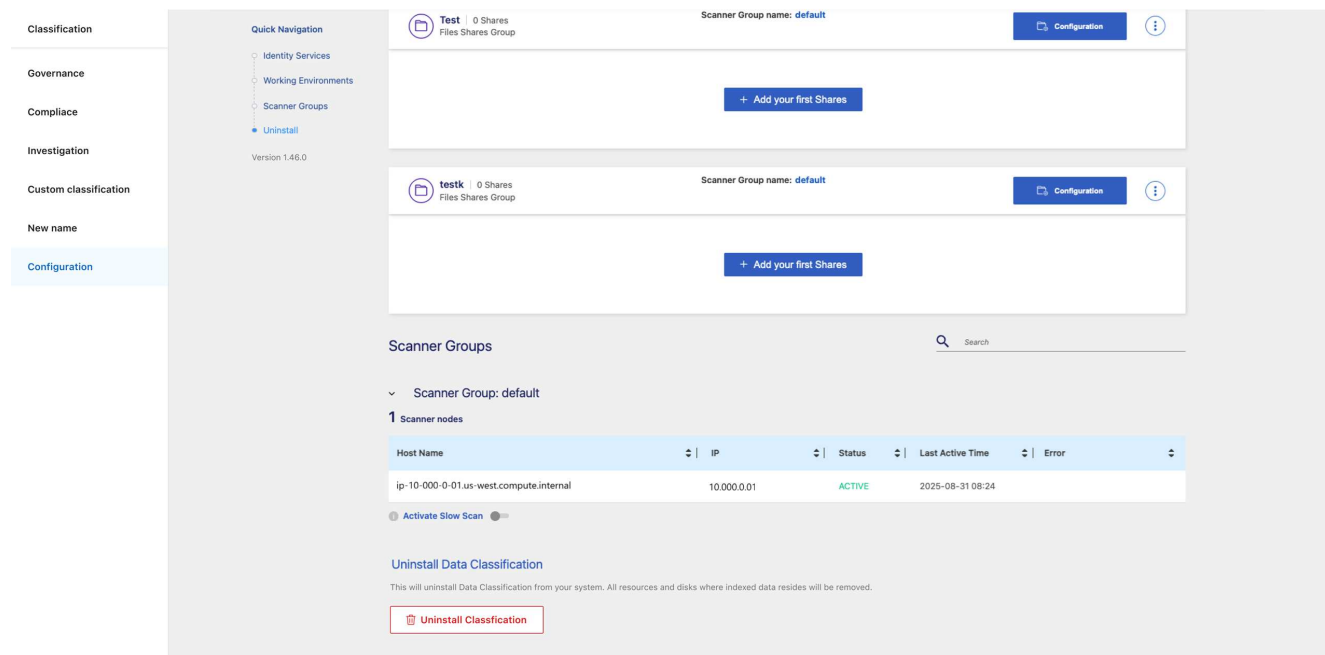 Classification
Governance
Compliace
Investigation
Custom classification
New name
Configuration
Quick Navigation
Identity Services
Working Environments
Scanner Groups
Uninstall
Version 1.46.0
Test | 0 Shares
Files Shares Group
Scanner Group name: default
Configuration
+ Add your first Shares
testk | 0 Shares
Files Shares Group
Scanner Group name: default
Configuration
+ Add your first Shares
Scanner Groups
Search
Scanner Group: default
1 Scanner nodes
Host Name | IP | Status | Last Active Time | Error
ip-10-000-0-01.us-west.compute.internal 10.000.0.01 ACTIVE 2025-08-31 08:24
Activate Slow Scan
Uninstall Data Classification
This will uninstall Data Classification from your system. All resources and disks where indexed data resides will be removed.
Uninstall Classfication